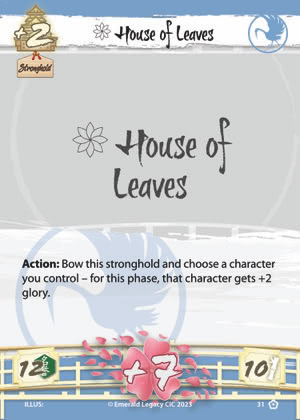 +2
House of Leaves
Stronghold
House of
Leaves
Action: Bow this stronghold and choose a character
you control – for this phase, that character gets +2
glory.
12
+7
10
ILLUS:
© Emerald Legacy CIC 2023
31